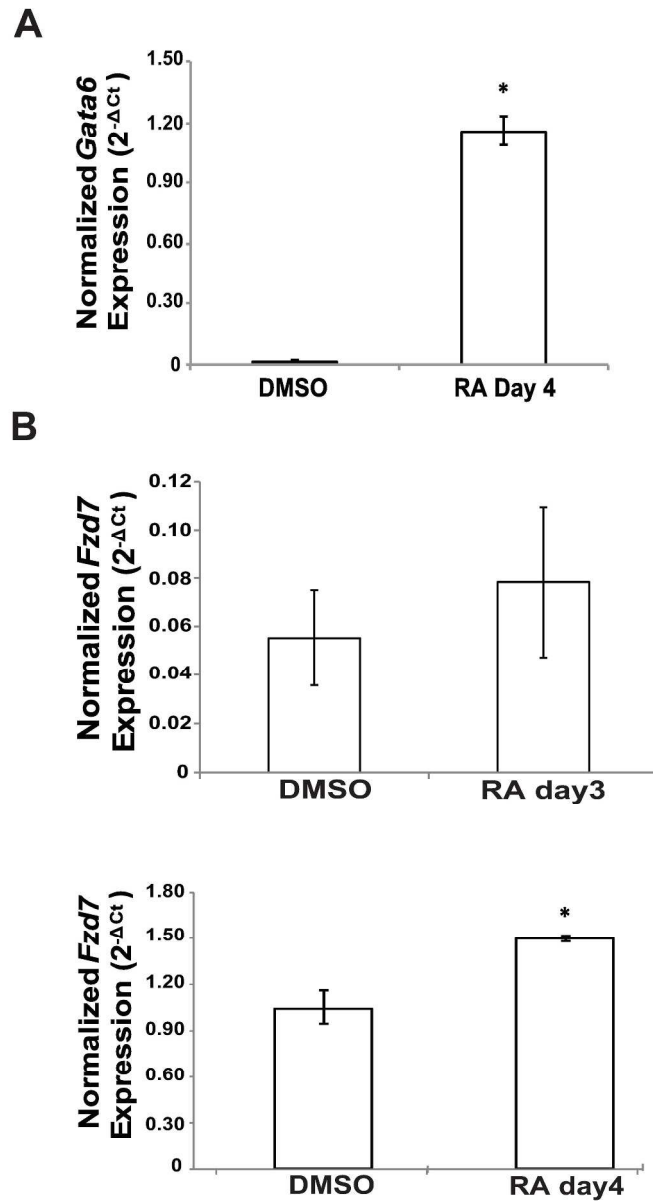 A
Normalized Gata6
Expression (2-ΔCt)
1.50
1.20
0.90
0.60
0.30
0
*
DMSO
RA Day 4
B
Normalized Fzd7
Expression (2-ΔCt)
0.12
0.10
0.08
0.06
0.04
0.02
0
DMSO
RA day3
Normalized Fzd7
Expression (2-ΔCt)
1.80
1.50
1.20
0.90
0.60
0.30
0
*
DMSO
RA day4